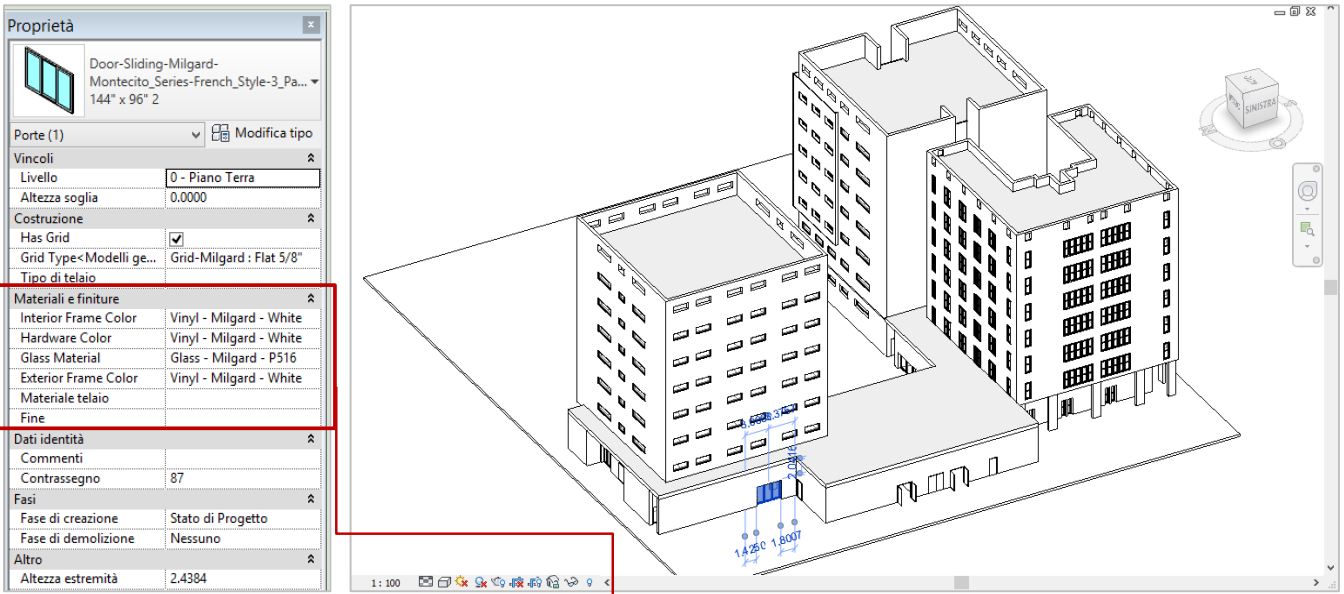 Proprietà
Door-Sliding-Milgard-
Montecito_Series-French_Style-3_Pa...
144" x 96" 2
Porte (1)
Modifica tipo
Vincoli
Livello 0 - Piano Terra
Altezza soglia 0.0000
Costruzione
Has Grid
Grid Type<Modelli ge... Grid-Milgard : Flat 5/8"
Tipo di telaio
Materiali e finiture
Interior Frame Color Vinyl - Milgard - White
Hardware Color Vinyl - Milgard - White
Glass Material Glass - Milgard - P516
Exterior Frame Color Vinyl - Milgard - White
Materiale telaio
Fine
Dati identità
Commenti
Contrassegno 87
Fasi
Fase di creazione Stato di Progetto
Fase di demolizione Nessuno
Altro
Altezza estremità 2.4384
SINISTRA
1.4250 1.8007
1 : 100